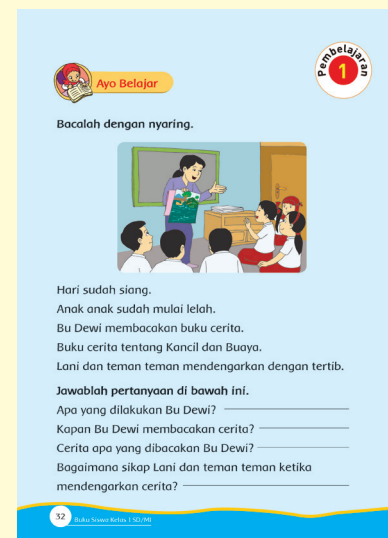 Pembelajaran
1
Ayo Belajar
Bacalah dengan nyaring.
Hari sudah siang.
Anak anak sudah mulai lelah.
Bu Dewi membacakan buku cerita.
Buku cerita tentang Kancil dan Buaya.
Lani dan teman teman mendengarkan dengan tertib.
Jawablah pertanyaan di bawah ini.
Apa yang dilakukan Bu Dewi?
Kapan Bu Dewi membacakan cerita?
Cerita apa yang dibacakan Bu Dewi?
Bagaimana sikap Lani dan teman teman ketika
mendengarkan cerita?
32 Buku Siswa Kelas 1 SD/MI